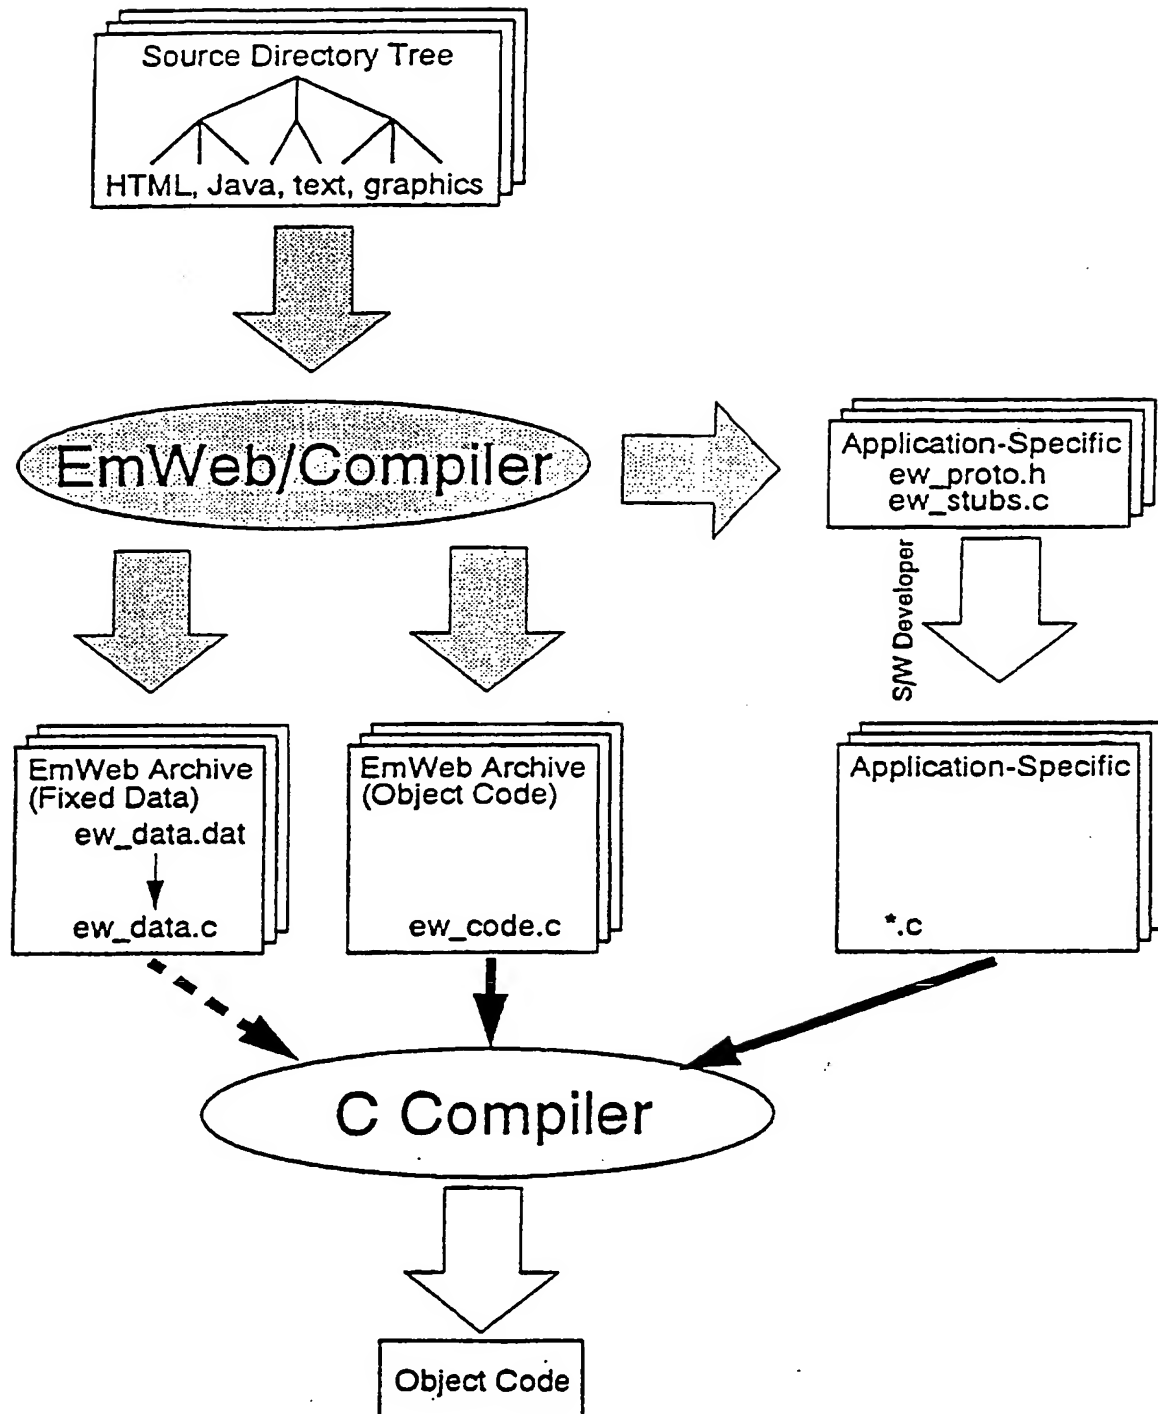 Source Directory Tree
HTML, Java, text, graphics
EmWeb/Compiler
Application-Specific
ew_proto.h
ew_stubs.c
S/W Developer
EmWeb Archive
(Fixed Data)
ew_data.dat
ew_data.c
EmWeb Archive
(Object Code)
ew_code.c
Application-Specific
*.c
C Compiler
Object Code